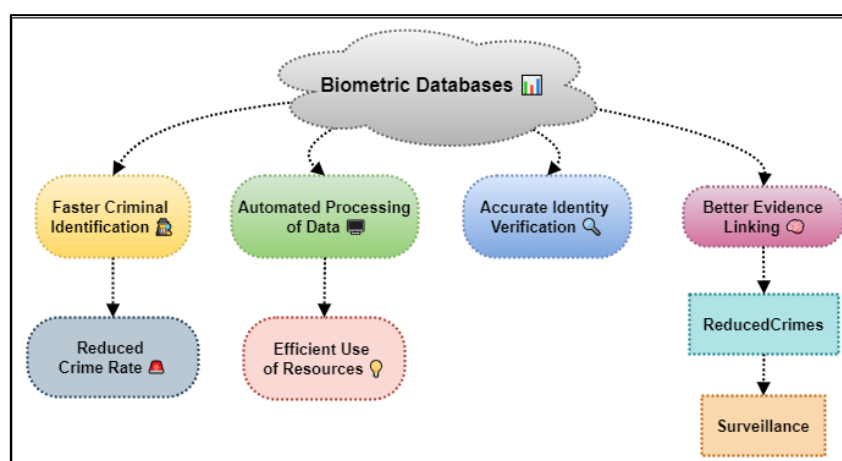 Biometric Databases 📊
Faster Criminal
Identification 🕵️
Automated Processing
of Data 🖥️
Accurate Identity
Verification 🔍
Better Evidence
Linking 🧠
Reduced
Crime Rate 🚨
Efficient Use
of Resources 💡
ReducedCrimes
Surveillance